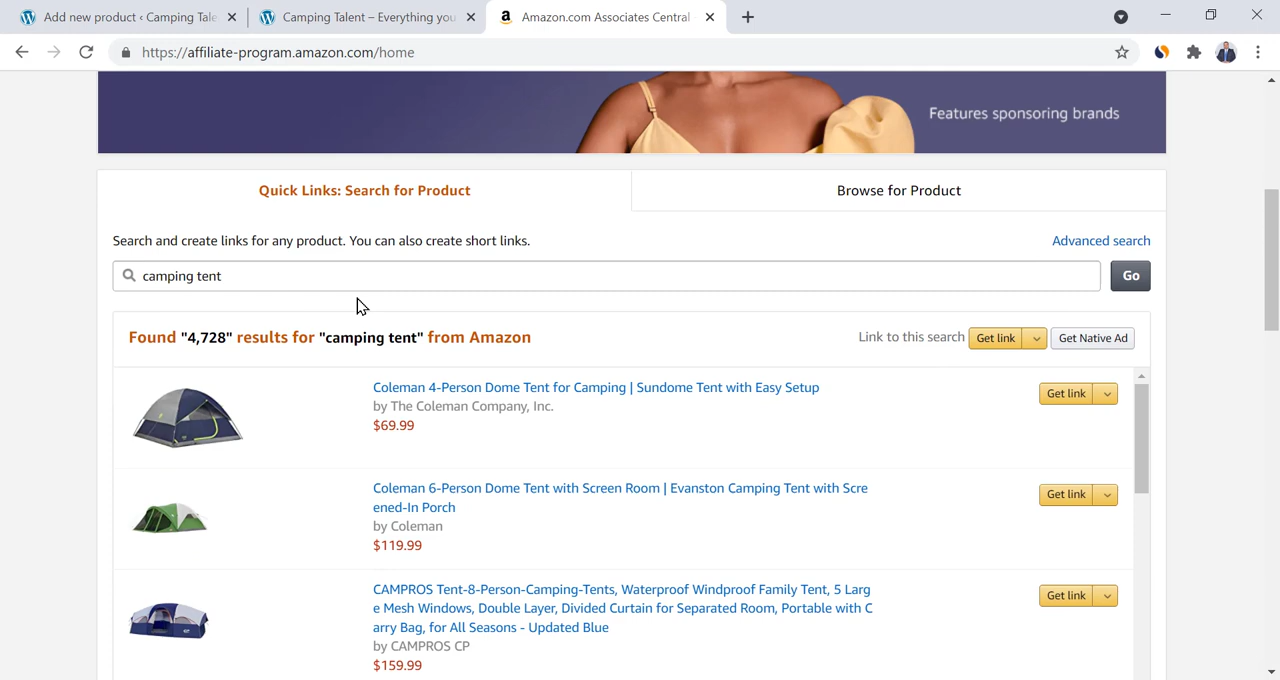 Add new product ‹ Camping Tale
Camping Talent – Everything you
Amazon.com Associates Central
https://affiliate-program.amazon.com/home
Features sponsoring brands
Quick Links: Search for Product
Browse for Product
Search and create links for any product. You can also create short links.
Advanced search
camping tent
Go
Found "4,728" results for "camping tent" from Amazon
Link to this search
Get link
Get Native Ad
Coleman 4-Person Dome Tent for Camping | Sundome Tent with Easy Setup
by The Coleman Company, Inc.
$69.99
Get link
Coleman 6-Person Dome Tent with Screen Room | Evanston Camping Tent with Scre
ened-In Porch
by Coleman
$119.99
Get link
CAMPROS Tent-8-Person-Camping-Tents, Waterproof Windproof Family Tent, 5 Larg
e Mesh Windows, Double Layer, Divided Curtain for Separated Room, Portable with C
arry Bag, for All Seasons - Updated Blue
by CAMPROS CP
$159.99
Get link